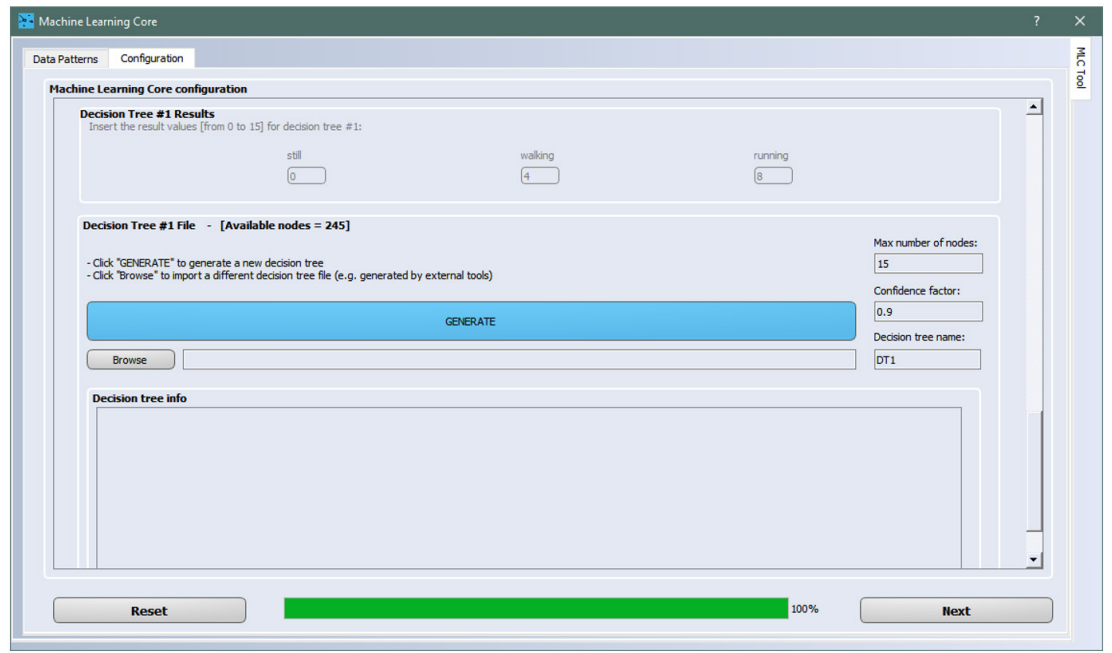 Machine Learning Core ? ×
Data Patterns Configuration
MLC Tool
Machine Learning Core configuration
Decision Tree #1 Results
Insert the result values [from 0 to 15] for decision tree #1:
still walking running
0 4 8
Decision Tree #1 File - [Available nodes = 245]
Max number of nodes:
15
- Click "GENERATE" to generate a new decision tree
- Click "Browse" to import a different decision tree file (e.g. generated by external tools)
Confidence factor:
0.9
GENERATE
Decision tree name:
Browse DT1
Decision tree info
Reset 100% Next